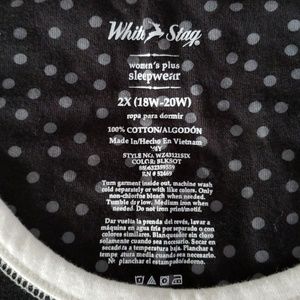 White Stag.
women's plus
sleepwear
2X (18W-20W)
ropa para dormir
100% COTTON/ALGODÓN
Made in/Hecho En Vietnam
STYLE NO. WZ43121SIX
COLOR: BLKSOT
RN # 52469
Turn garment inside out, machine wash
cold separately or with like colors. Only
non-chlorine bleach when needed.
Tumble dry low. Medium iron when
needed. Do not iron print/motif.
Dar vuelta la prenda del revés, lavar a
máquina en agua fría por separado o con
colores similares. Blanqueador sin cloro
solamente cuando sea necesario. Secar en
secadora a temperatura baja. Planchar a
temp. media cuando sea necesario.
No planchar el estampado/adorno.